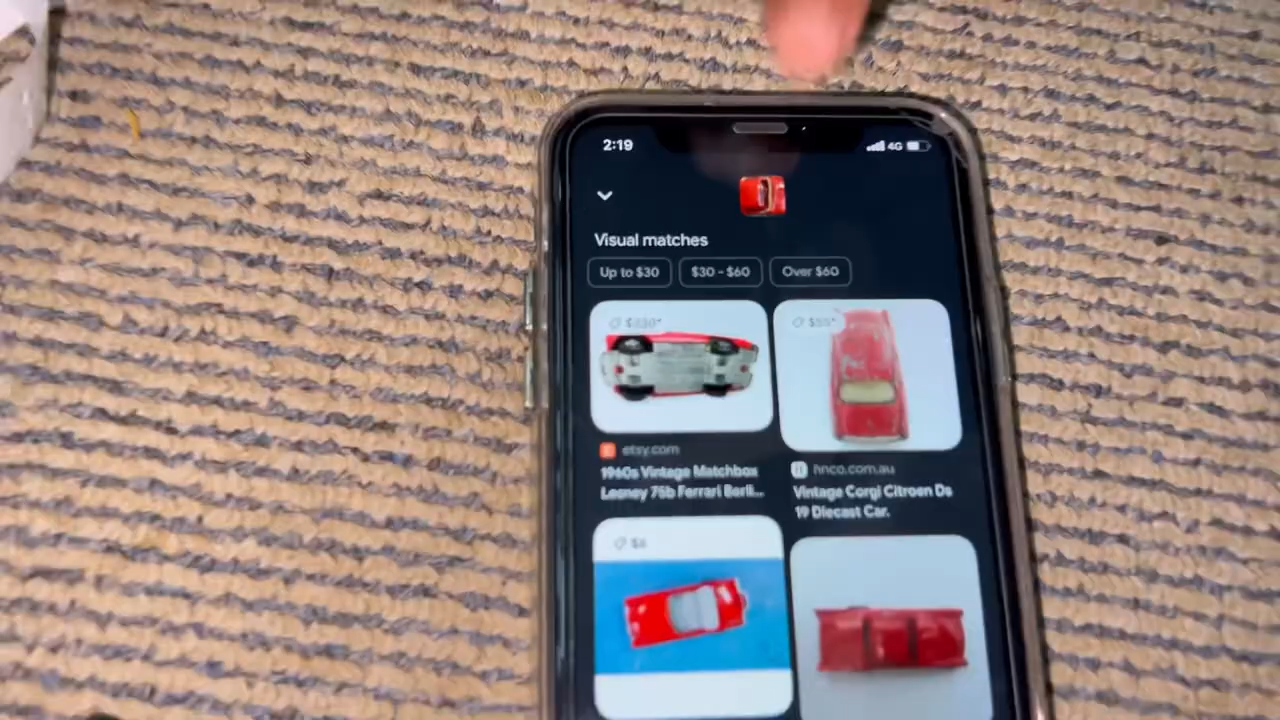 2:19
4G
Visual matches
Up to $30
$30 - $60
Over $60
$55*
etsy.com
1960s Vintage Matchbox
Lesney 75b Ferrari Berli...
hnco.com.au
Vintage Corgi Citroen Ds
19 Diecast Car.